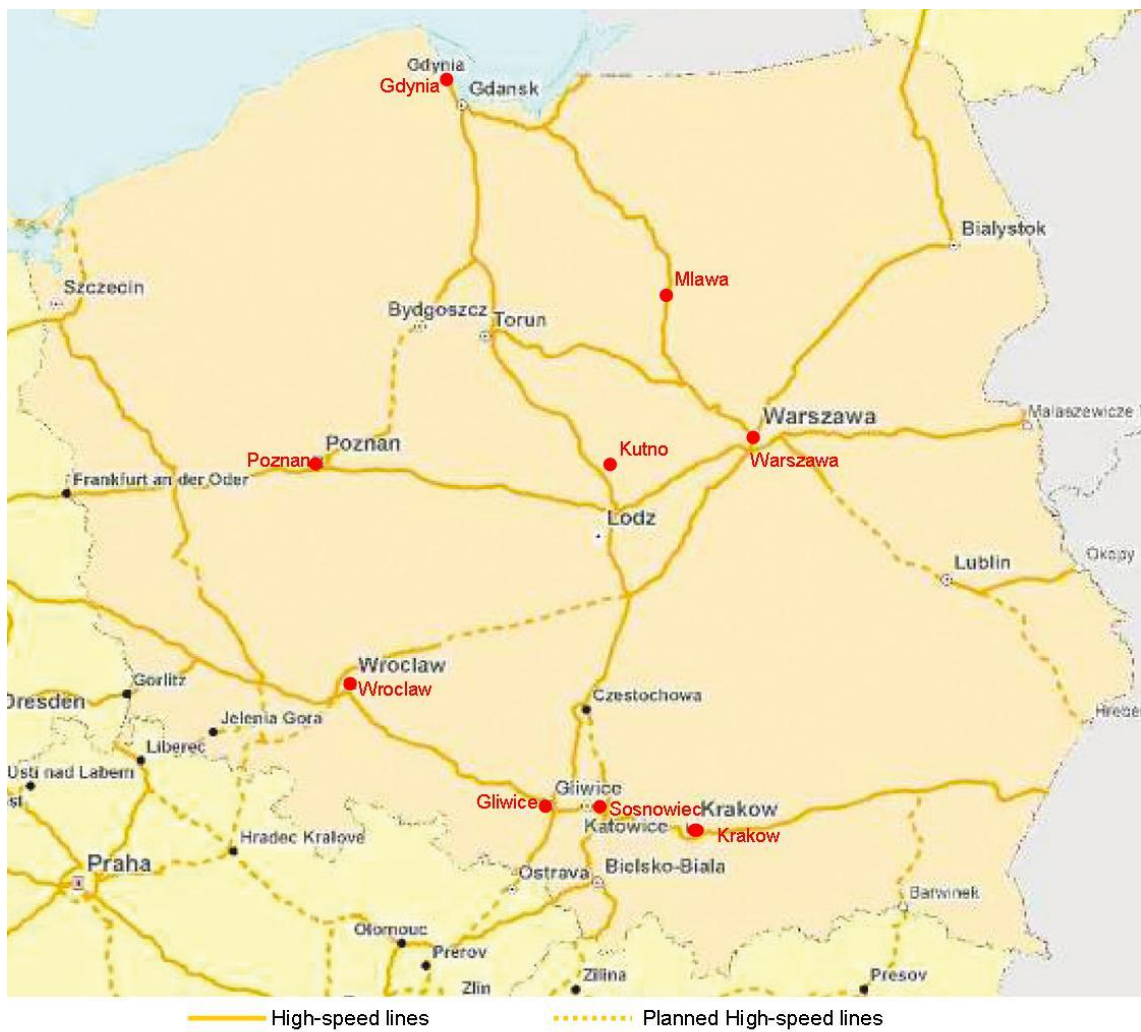 Gdynia
Gdynia
Gdansk
Bialystok
Szczecin
Mlawa
Bydgoszcz
Torun
Warszawa
Malaszewicze
Poznan
Poznan
Kutno
Warszawa
Frankfurt an der Oder
Lodz
Okopy
Lublin
Wroclaw
Wroclaw
Gorlitz
Dresden
Czestochowa
Jelenia Gora
Liberec
Usti nad Labem
Gliwice
Gliwice
Sosnowiec
Krakow
Katowice
Krakow
Hradec Kralove
Praha
Ostrava
Bielsko-Biala
Barwinek
Olomouc
Prerov
Zlin
Zilina
Presov
High-speed lines
Planned High-speed lines